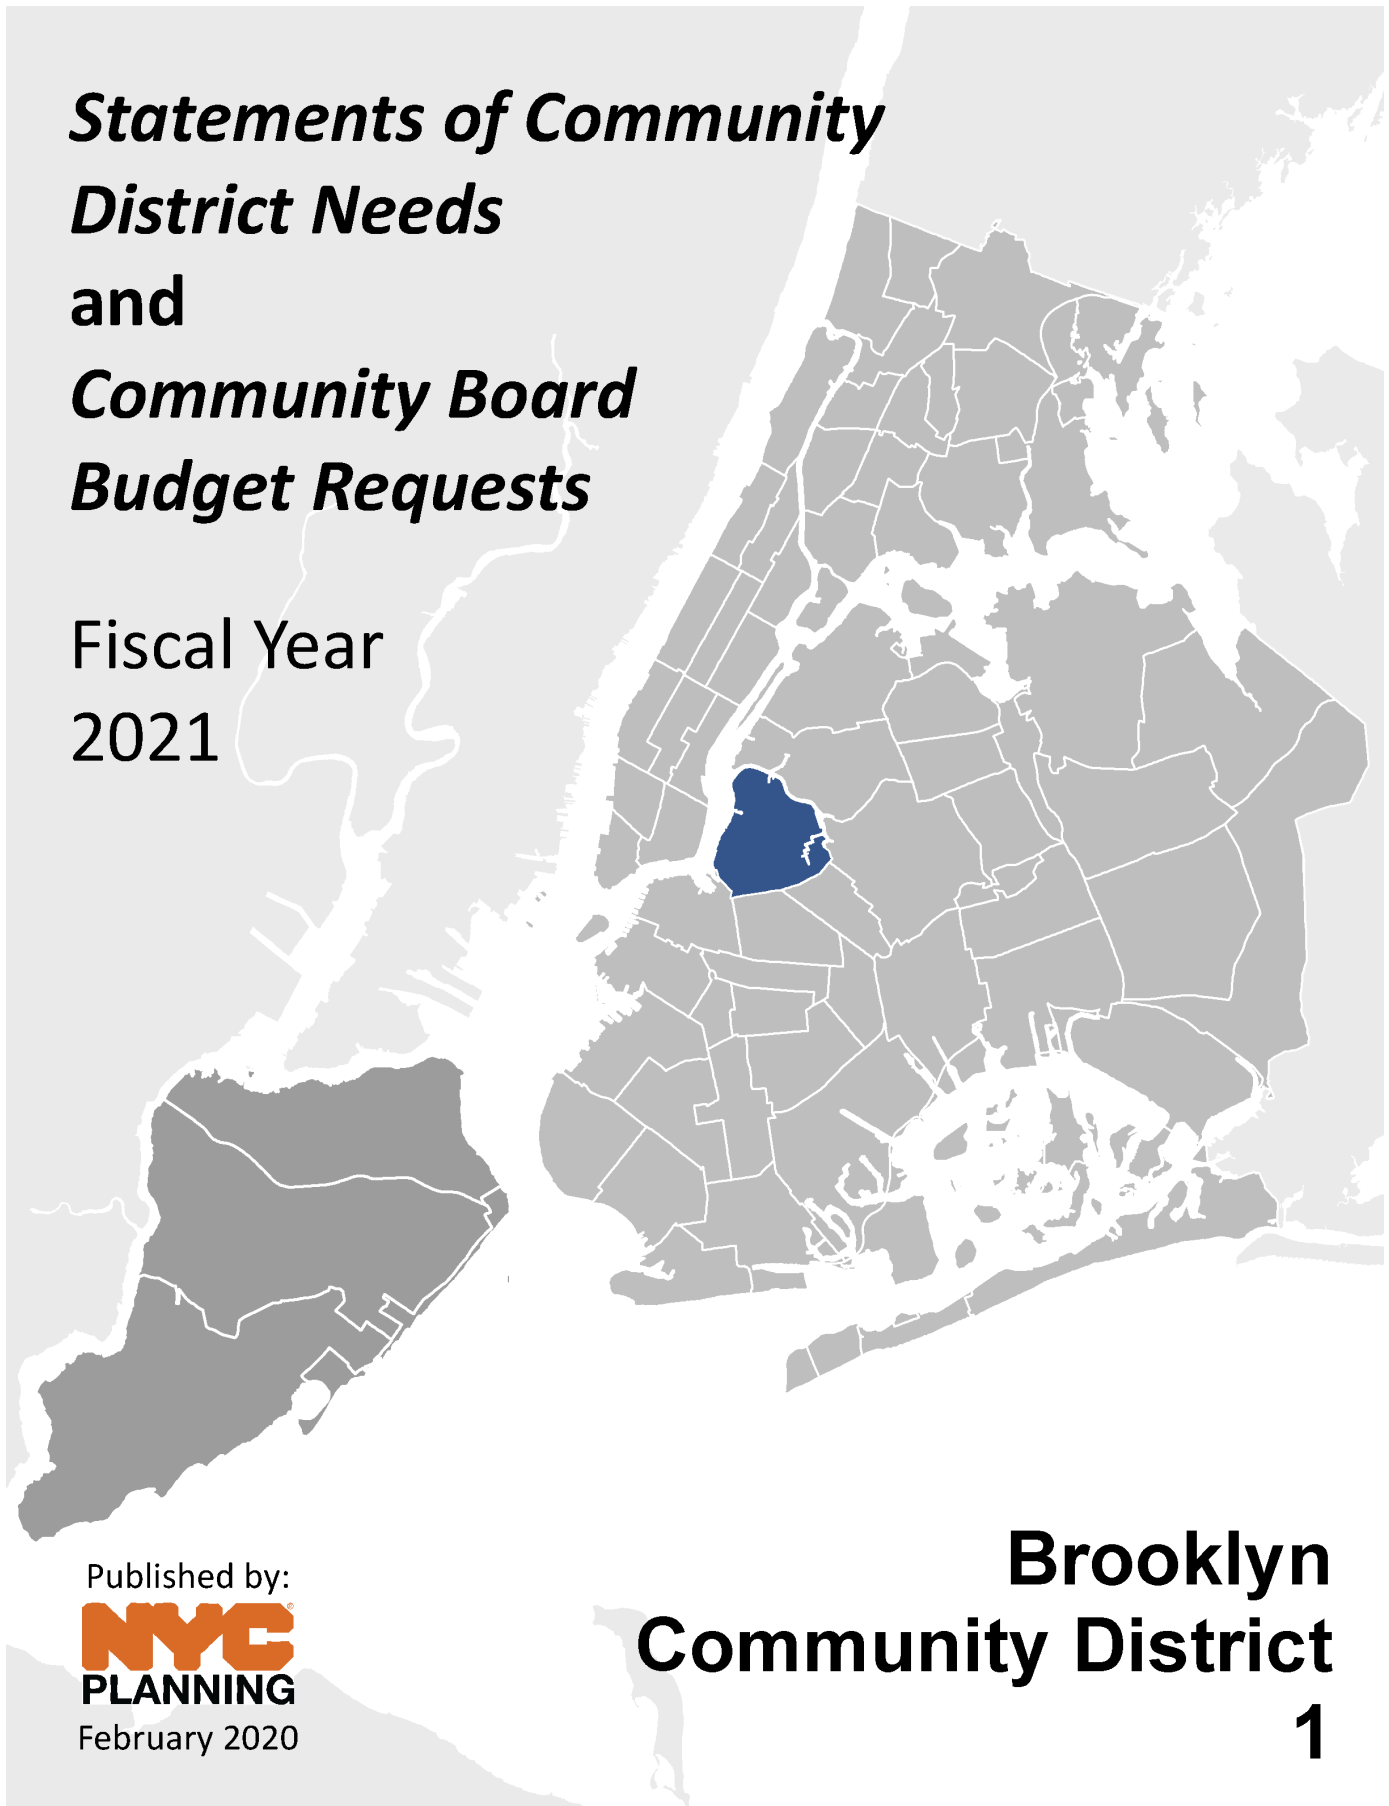 Statements of Community
District Needs
and
Community Board
Budget Requests
Fiscal Year
2021
Published by:
NYC®
PLANNING
February 2020
Brooklyn
Community District
1